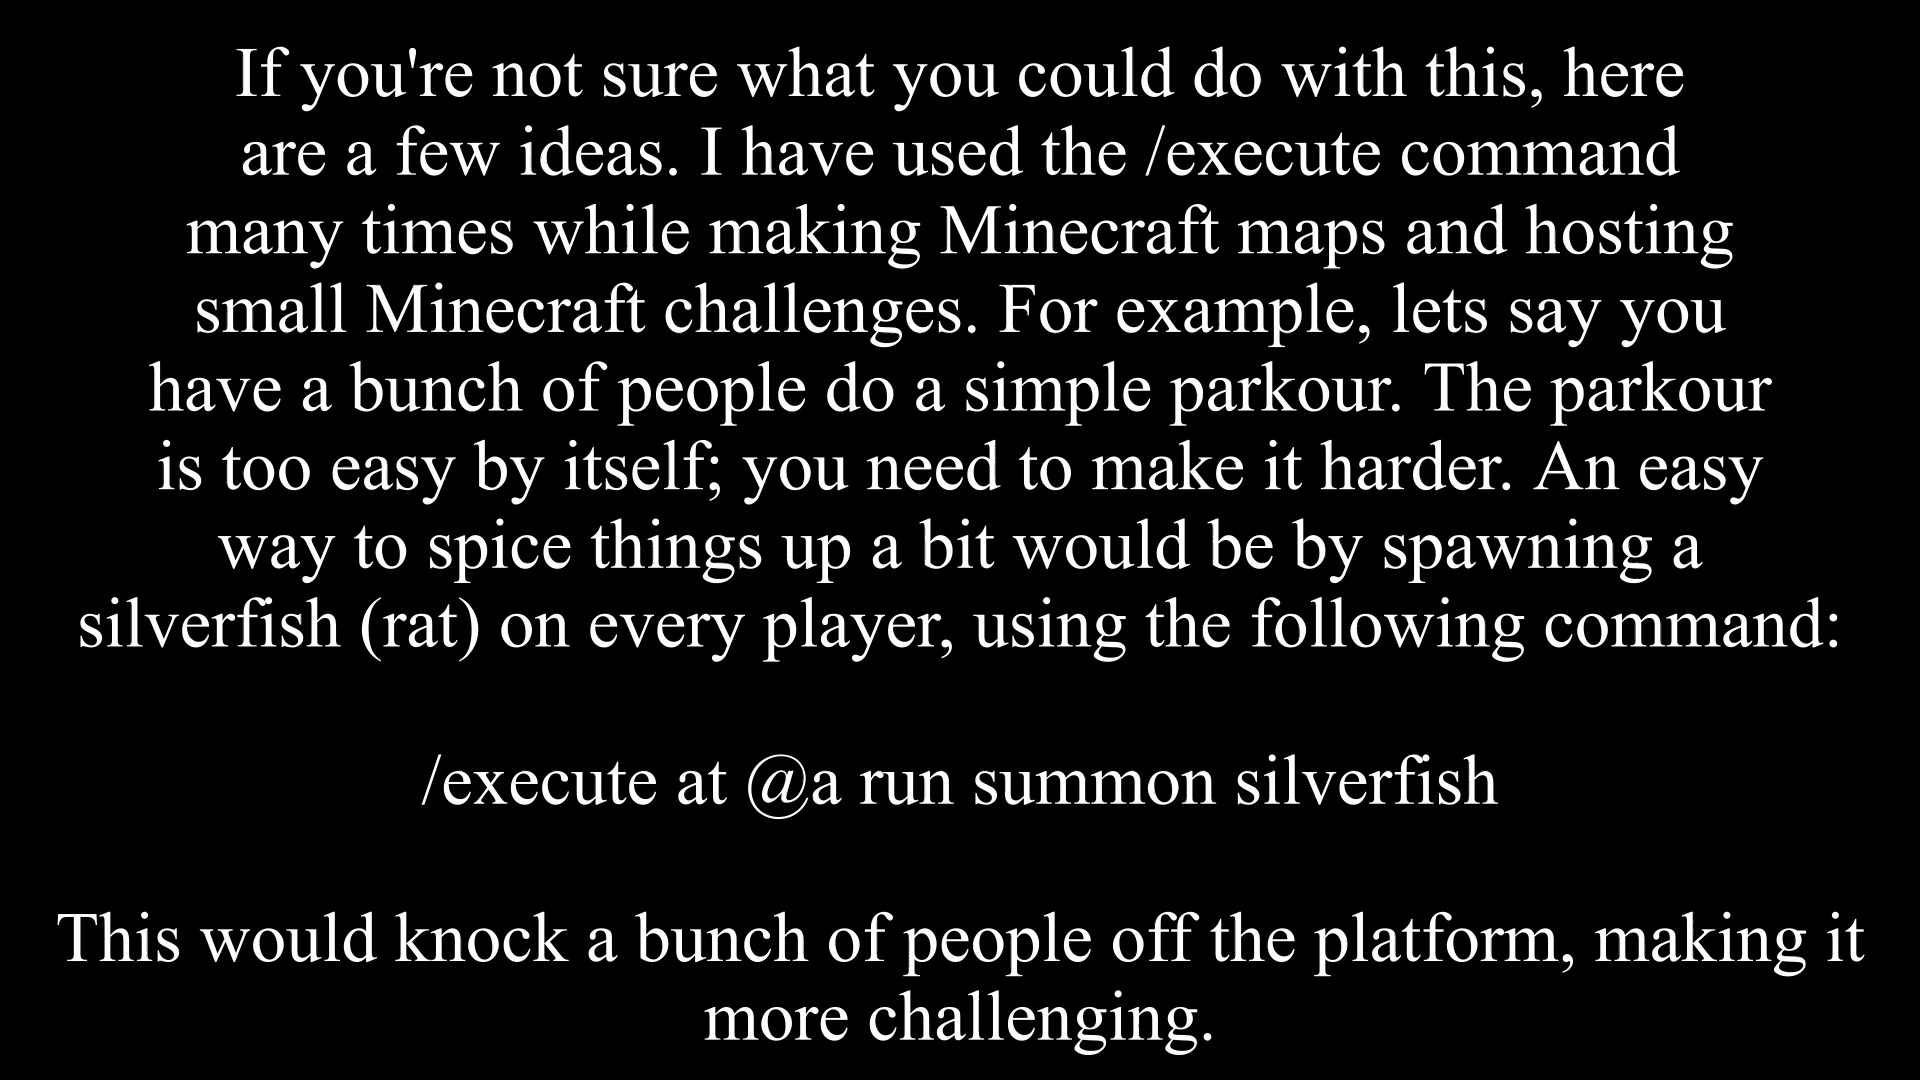 If you're not sure what you could do with this, here
are a few ideas. I have used the /execute command
many times while making Minecraft maps and hosting
small Minecraft challenges. For example, lets say you
have a bunch of people do a simple parkour. The parkour
is too easy by itself; you need to make it harder. An easy
way to spice things up a bit would be by spawning a
silverfish (rat) on every player, using the following command:
/execute at @a run summon silverfish
This would knock a bunch of people off the platform, making it
more challenging.